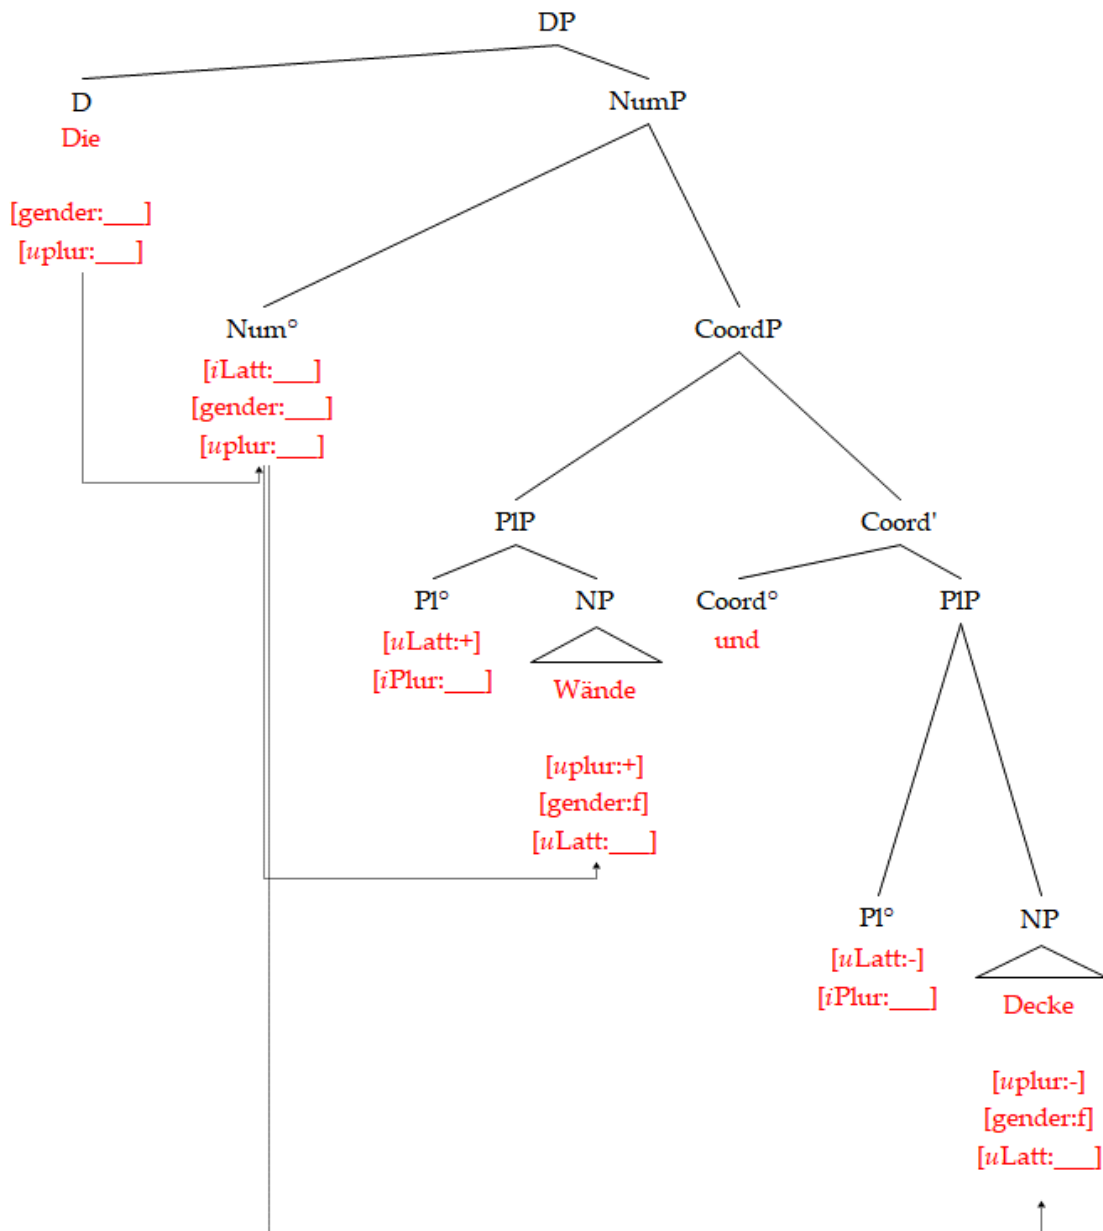 DP
D NumP
Die
[gender:___]
[uplur:___]
Num° CoordP
[iLatt:___]
[gender:___]
[uplur:___]
PlP Coord'
Pl° NP Coord° PlP
[uLatt:+] und
[iPlur:___] Wände
[uplur:+]
[gender:f]
[uLatt:___]
Pl° NP
[uLatt:-]
[iPlur:___] Decke
[uplur:-]
[gender:f]
[uLatt:___]